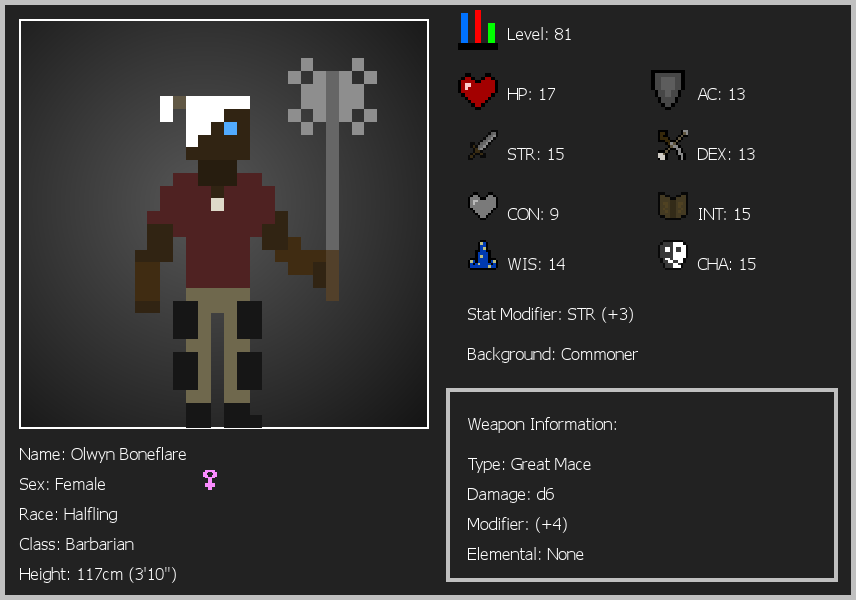 Level: 81
HP: 17
AC: 13
STR: 15
DEX: 13
CON: 9
INT: 15
WIS: 14
CHA: 15
Stat Modifier: STR (+3)
Background: Commoner
Name: Olwyn Boneflare
Sex: Female
Race: Halfling
Class: Barbarian
Height: 117cm (3'10")
Weapon Information:
Type: Great Mace
Damage: d6
Modifier: (+4)
Elemental: None